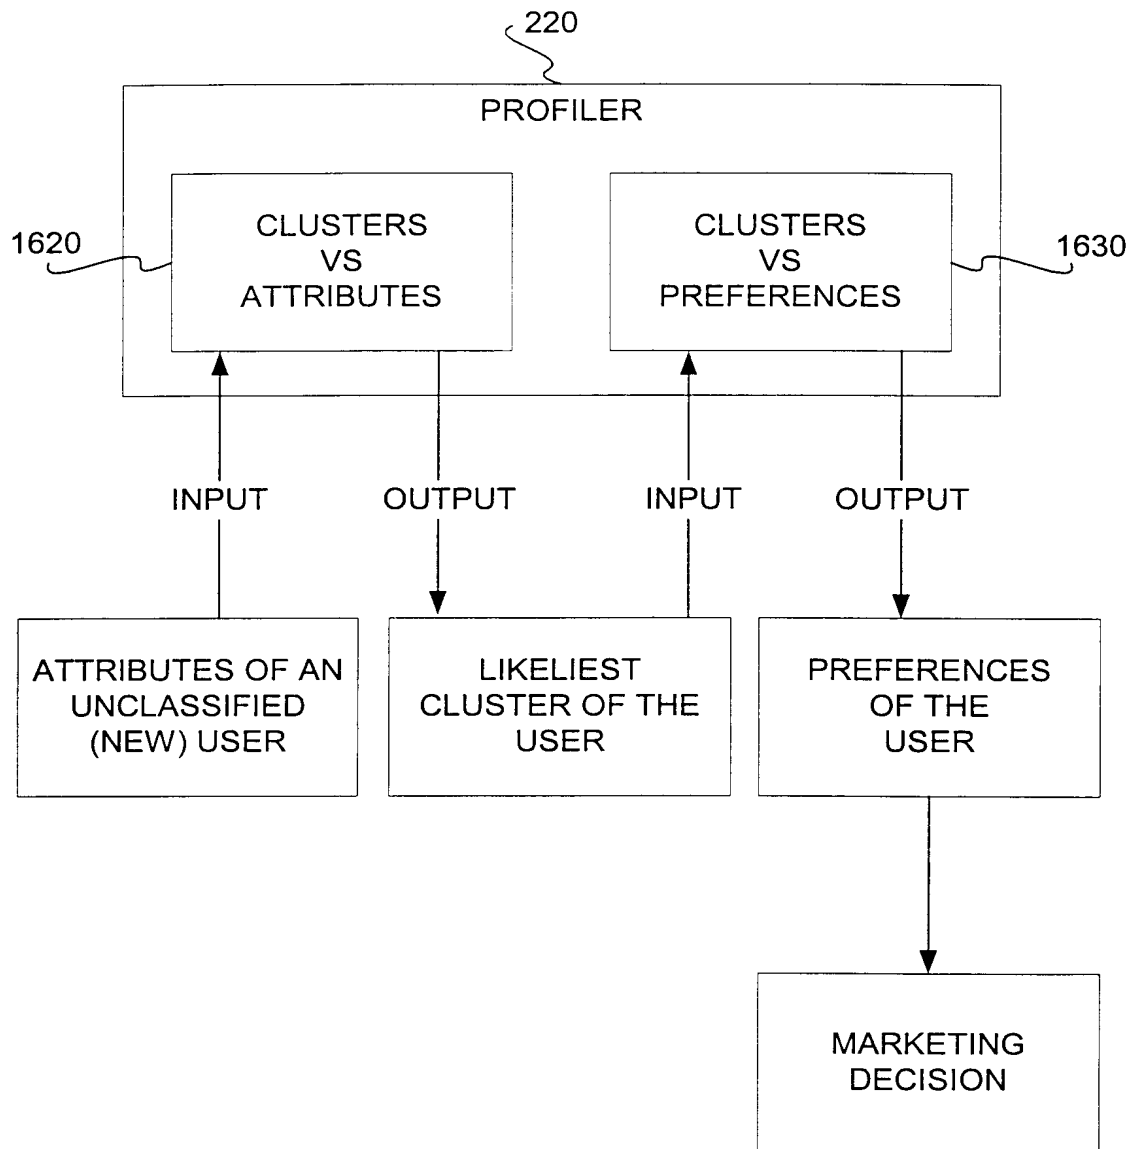 220
PROFILER
1620
CLUSTERS
VS
ATTRIBUTES
CLUSTERS
VS
PREFERENCES
1630
INPUT
OUTPUT
INPUT
OUTPUT
ATTRIBUTES OF AN
UNCLASSIFIED
(NEW) USER
LIKELIEST
CLUSTER OF THE
USER
PREFERENCES
OF THE
USER
MARKETING
DECISION